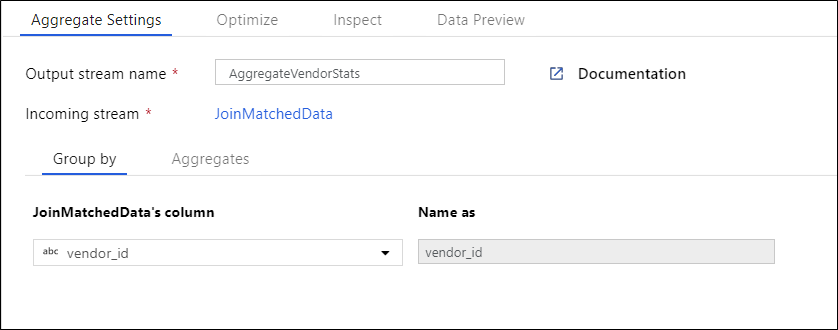 Aggregate Settings Optimize Inspect Data Preview
Output stream name * AggregateVendorStats Documentation
Incoming stream * JoinMatchedData
Group by Aggregates
JoinMatchedData's column Name as
abc vendor_id vendor_id